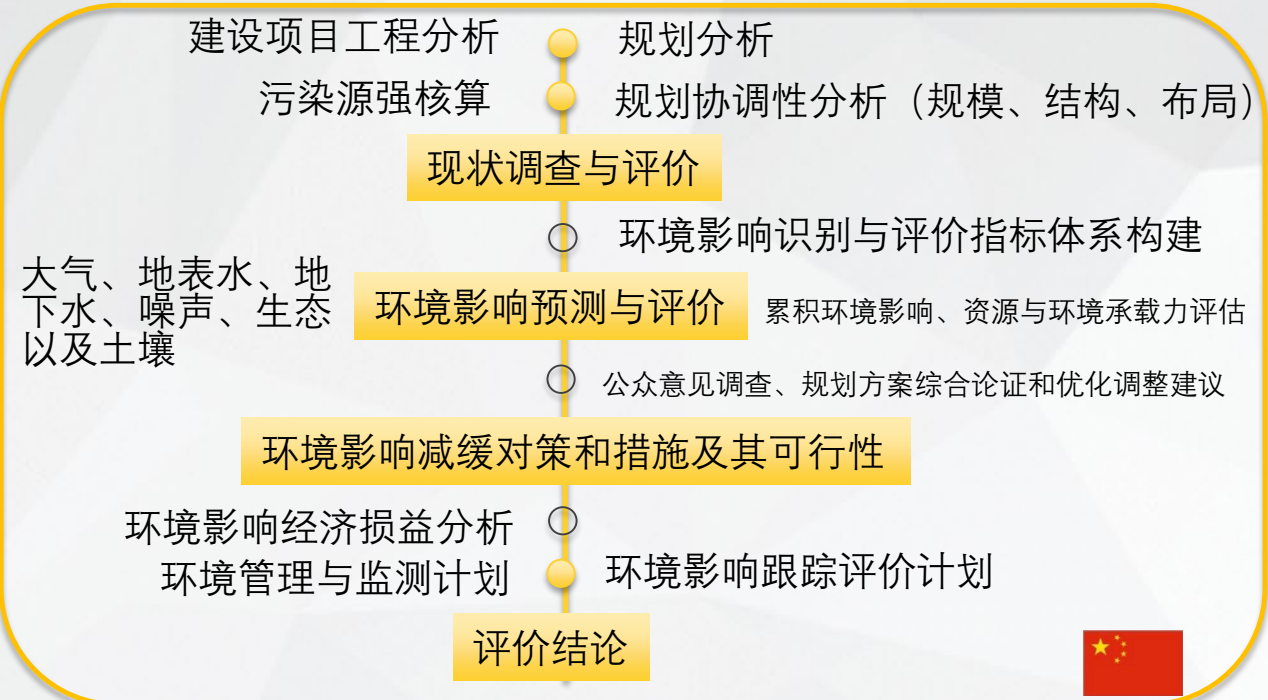 建设项目工程分析
规划分析
污染源强核算
规划协调性分析（规模、结构、布局）
现状调查与评价
环境影响识别与评价指标体系构建
大气、地表水、地
下水、噪声、生态
以及土壤
环境影响预测与评价
累积环境影响、资源与环境承载力评估
公众意见调查、规划方案综合论证和优化调整建议
环境影响减缓对策和措施及其可行性
环境影响经济损益分析
环境管理与监测计划
环境影响跟踪评价计划
评价结论